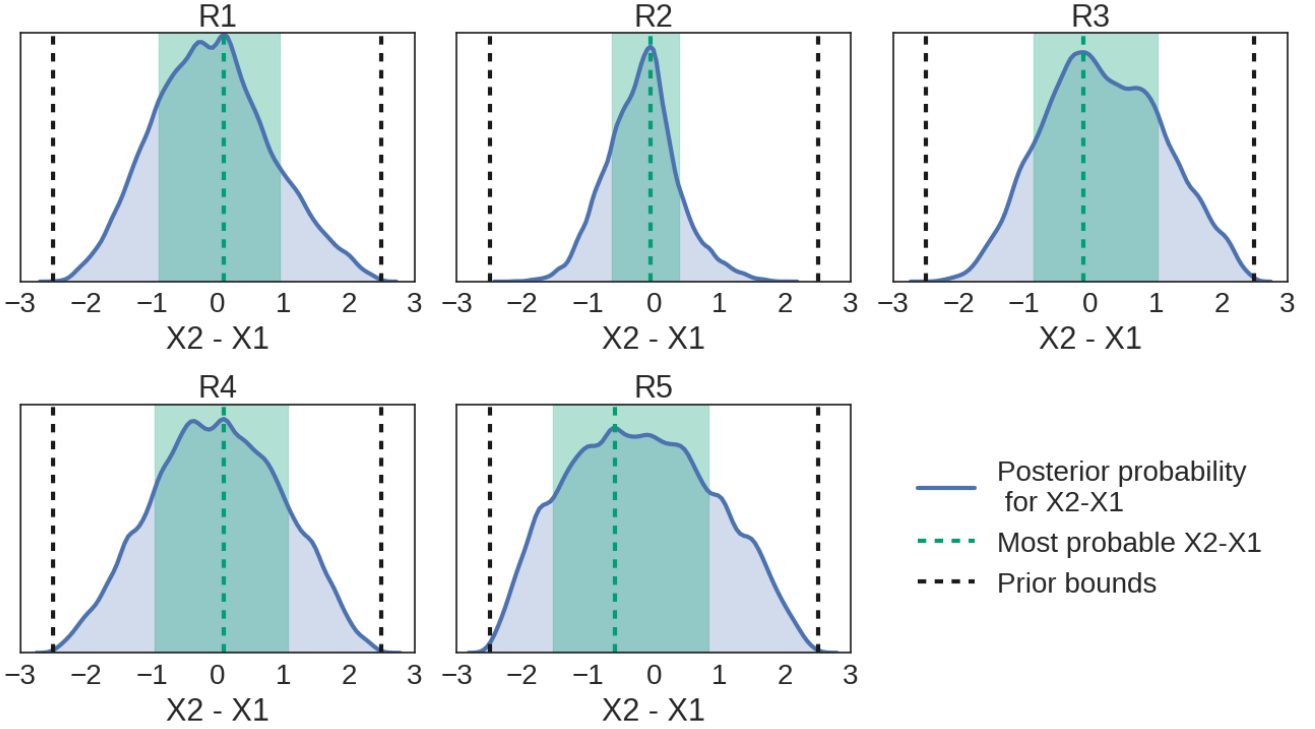 R1
R2
R3
−3 −2 −1 0 1 2 3
−3 −2 −1 0 1 2 3
−3 −2 −1 0 1 2 3
X2 - X1
X2 - X1
X2 - X1
R4
R5
−3 −2 −1 0 1 2 3
−3 −2 −1 0 1 2 3
X2 - X1
X2 - X1
Posterior probability
for X2-X1
Most probable X2-X1
Prior bounds